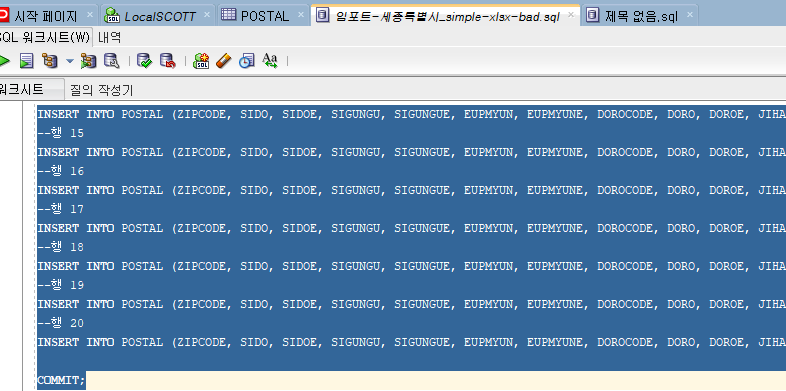 시작 페이지 LocalSCOTT POSTAL 임포트-세종특별시_simple-xlsx-bad.sql 제목 없음.sql
SQL 워크시트(W) 내역
워크시트 질의 작성기
INSERT INTO POSTAL (ZIPCODE, SIDO, SIDOE, SIGUNGU, SIGUNGUE, EUPMYUN, EUPMYUNE, DOROCODE, DORO, DOROE, JIHA
--행 15
INSERT INTO POSTAL (ZIPCODE, SIDO, SIDOE, SIGUNGU, SIGUNGUE, EUPMYUN, EUPMYUNE, DOROCODE, DORO, DOROE, JIHA
--행 16
INSERT INTO POSTAL (ZIPCODE, SIDO, SIDOE, SIGUNGU, SIGUNGUE, EUPMYUN, EUPMYUNE, DOROCODE, DORO, DOROE, JIHA
--행 17
INSERT INTO POSTAL (ZIPCODE, SIDO, SIDOE, SIGUNGU, SIGUNGUE, EUPMYUN, EUPMYUNE, DOROCODE, DORO, DOROE, JIHA
--행 18
INSERT INTO POSTAL (ZIPCODE, SIDO, SIDOE, SIGUNGU, SIGUNGUE, EUPMYUN, EUPMYUNE, DOROCODE, DORO, DOROE, JIHA
--행 19
INSERT INTO POSTAL (ZIPCODE, SIDO, SIDOE, SIGUNGU, SIGUNGUE, EUPMYUN, EUPMYUNE, DOROCODE, DORO, DOROE, JIHA
--행 20
INSERT INTO POSTAL (ZIPCODE, SIDO, SIDOE, SIGUNGU, SIGUNGUE, EUPMYUN, EUPMYUNE, DOROCODE, DORO, DOROE, JIHA
COMMIT;